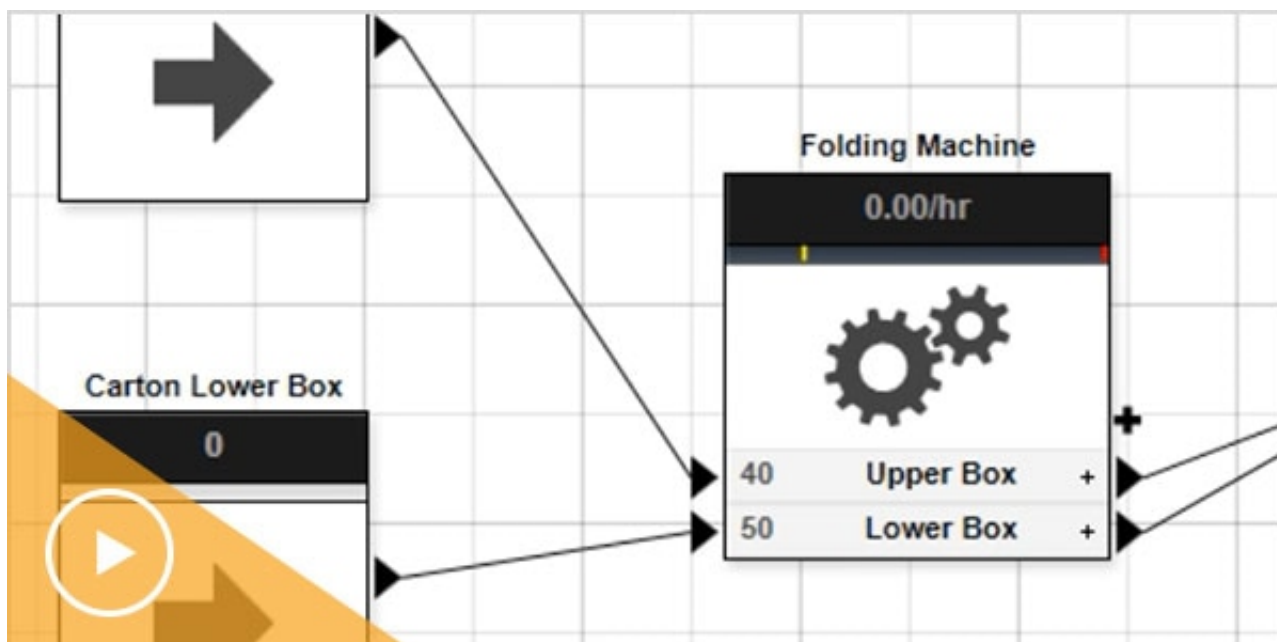 Folding Machine
0.00/hr
Carton Lower Box
0
40 Upper Box +
50 Lower Box +